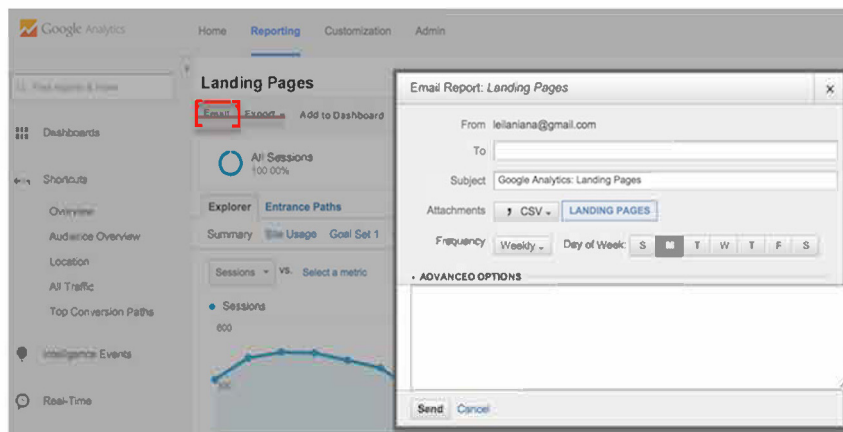 Google Analytics
Home Reporting Customization Admin
Landing Pages
Email Export Add to Dashboard
All Sessions
100.00%
Explorer Entrance Paths
Summary Site Usage Goal Set 1
Sessions VS. Select a metric
Sessions
600
300
Dashboards
Shortcuts
Overview
Audience Overview
Location
All Traffic
Top Conversion Paths
Intelligence Events
Real-Time
Email Report: Landing Pages x
From leilaniana@gmail.com
To
Subject Google Analytics: Landing Pages
Attachments CSV LANDING PAGES
Frequency Weekly Day of Week: S M T W T F S
ADVANCED OPTIONS
Send Cancel